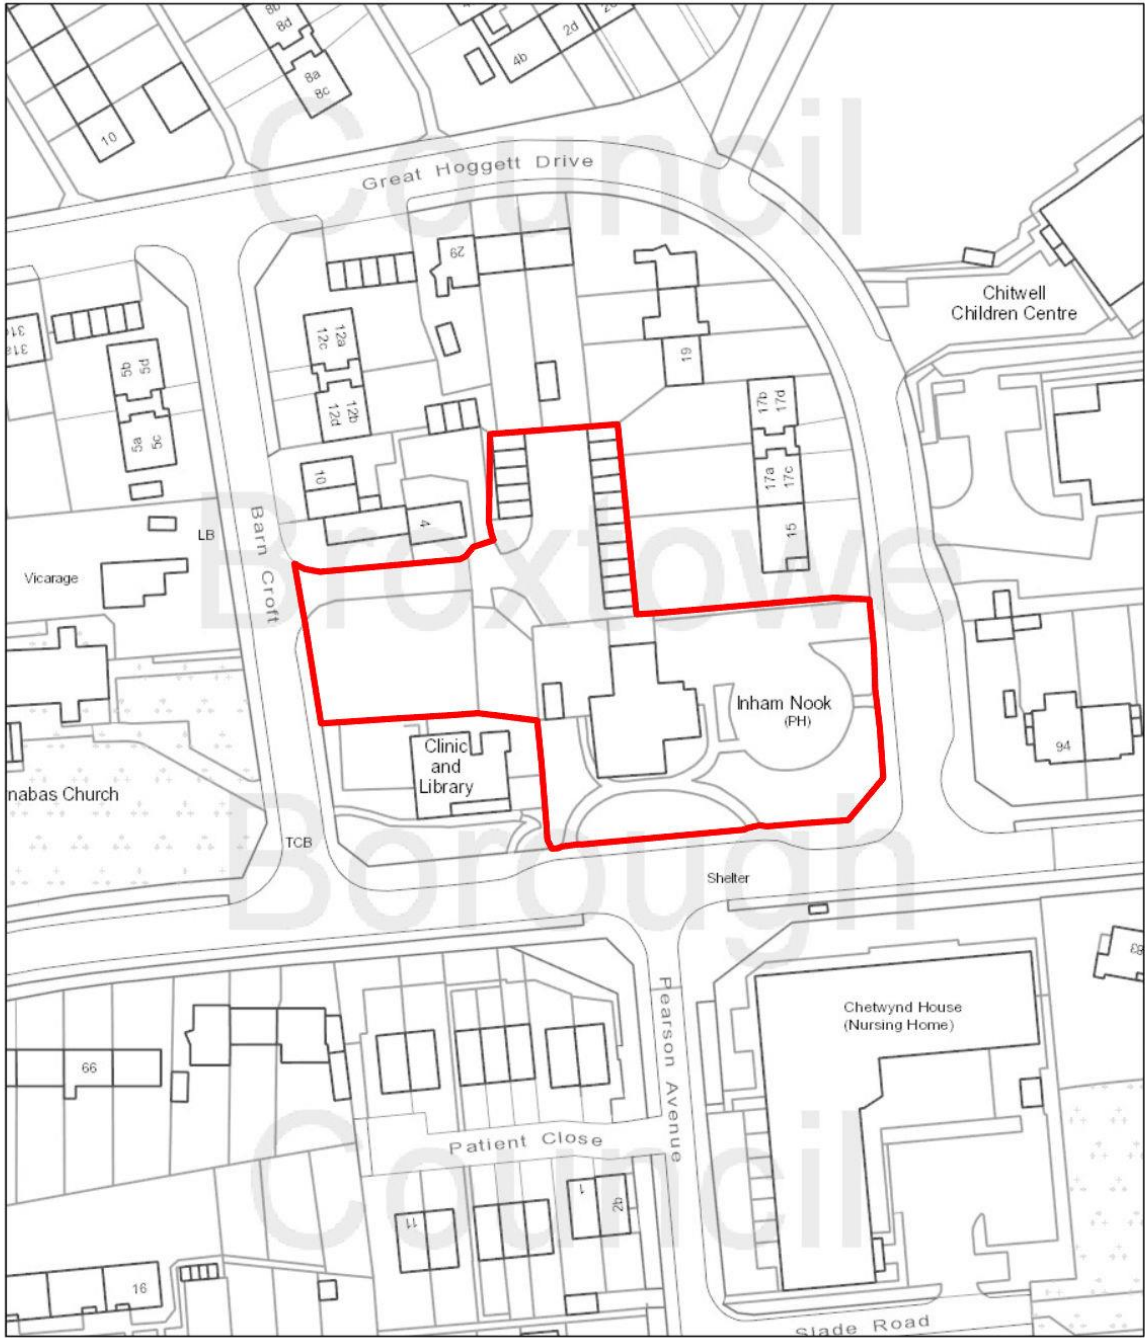 8b
8d
8a
8c
10
4b
2d
Council
Great Hoggett Drive
29
Chitwell
Children Centre
31c
31a
5b
5d
5a
5c
12a
12c
12b
12d
19
17b
17d
17a
17c
15
10
4
LB
Barn Croft
Broxtowe
Vicarage
Inham Nook
(PH)
94
Clinic
and
Library
nabas Church
TCB
Borough
Shelter
83
Pearson Avenue
Chetwynd House
(Nursing Home)
66
Patient Close
Council
11
1
2b
16
Slade Road